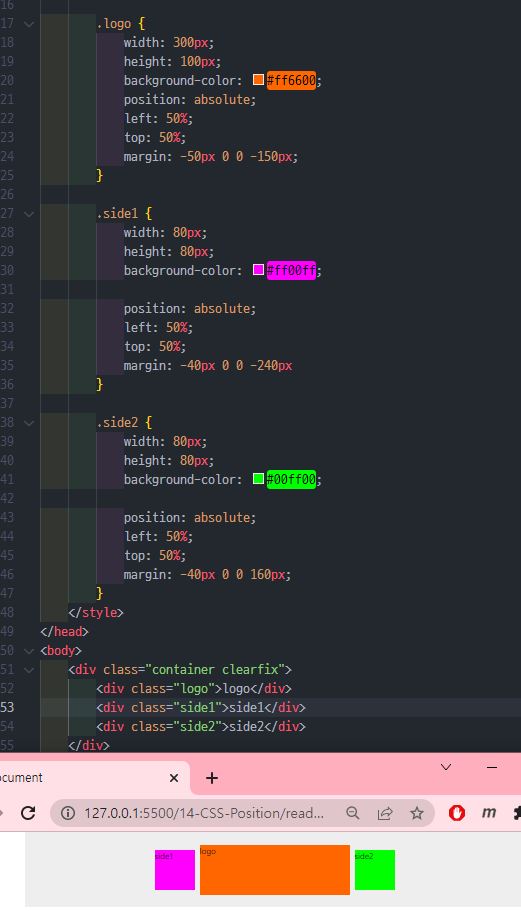 16
17 .logo {
18 width: 300px;
19 height: 100px;
20 background-color: #ff6600;
21 position: absolute;
22 left: 50%;
23 top: 50%;
24 margin: -50px 0 0 -150px;
25 }
26
27 .side1 {
28 width: 80px;
29 height: 80px;
30 background-color: #ff00ff;
31
32 position: absolute;
33 left: 50%;
34 top: 50%;
35 margin: -40px 0 0 -240px
36 }
37
38 .side2 {
39 width: 80px;
40 height: 80px;
41 background-color: #00ff00;
42
43 position: absolute;
44 left: 50%;
45 top: 50%;
46 margin: -40px 0 0 160px;
47 }
48 </style>
49 </head>
50 <body>
51 <div class="container clearfix">
52 <div class="logo">logo</div>
53 <div class="side1">side1</div>
54 <div class="side2">side2</div>
55 </div>
ocument
127.0.0.1:5500/14-CSS-Position/read...
m
side1 logo side2